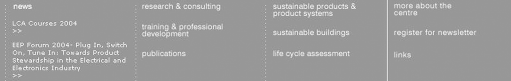 news
LCA Courses 2004
>>
EEP Forum 2004- Plug In, Switch
On, Tune In: Towards Product
Stewardship in the Electrical and
Electronics Industry
>>
research & consulting
training & professional
development
publications
sustainable products &
product systems
sustainable buildings
life cycle assessment
more about the
centre
register for newsletter
links